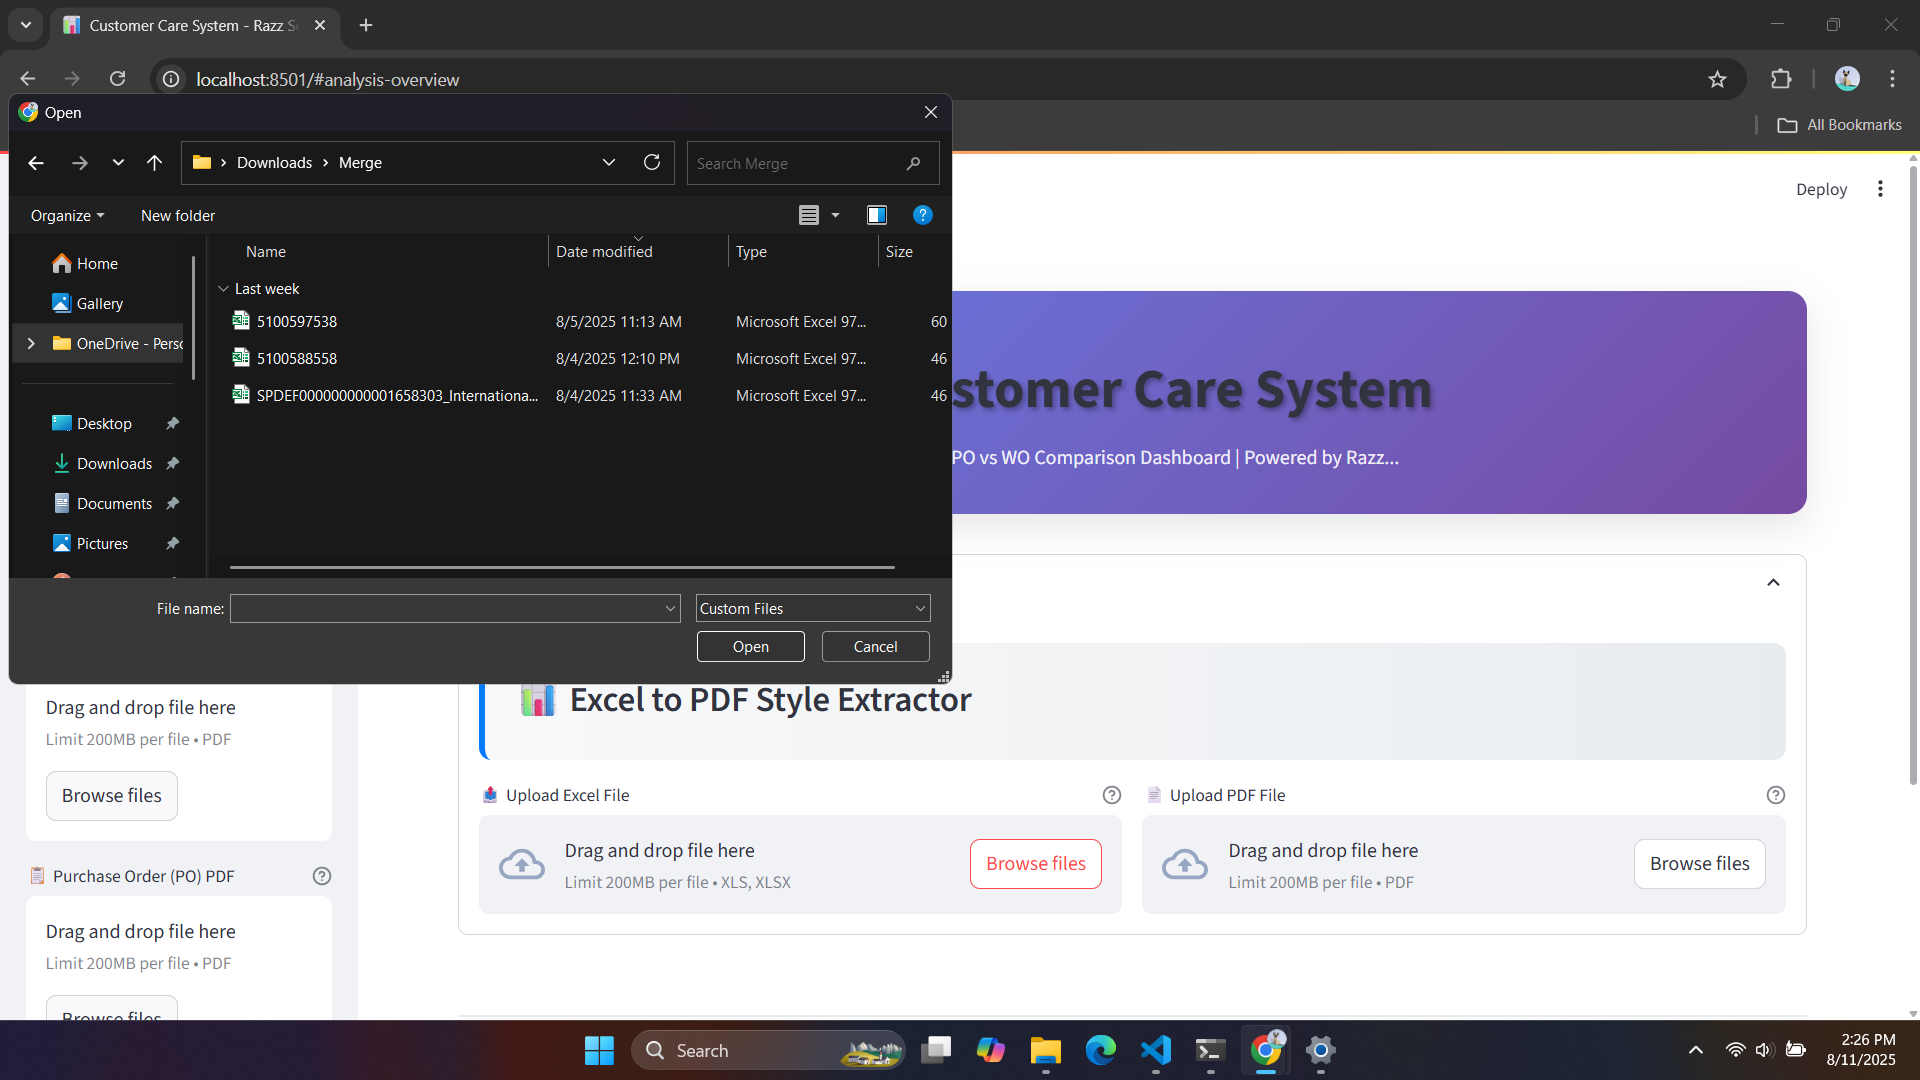 Customer Care System - Razz S
localhost:8501/#analysis-overview
All Bookmarks
Open
Downloads
Merge
Search Merge
Organize
New folder
Name
Date modified
Type
Size
Home
Gallery
OneDrive - Perso
Desktop
Downloads
Documents
Pictures
Last week
5100597538 8/5/2025 11:13 AM Microsoft Excel 97... 60
5100588558 8/4/2025 12:10 PM Microsoft Excel 97... 46
SPDEF000000000001658303_Internationa... 8/4/2025 11:33 AM Microsoft Excel 97... 46
File name:
Custom Files
Open
Cancel
Deploy
stomer Care System
PO vs WO Comparison Dashboard | Powered by Razz...
Excel to PDF Style Extractor
Drag and drop file here
Limit 200MB per file • PDF
Browse files
Purchase Order (PO) PDF
Drag and drop file here
Limit 200MB per file • PDF
Browse files
Upload Excel File
Drag and drop file here
Limit 200MB per file • XLS, XLSX
Browse files
Upload PDF File
Drag and drop file here
Limit 200MB per file • PDF
Browse files
Search
2:26 PM
8/11/2025